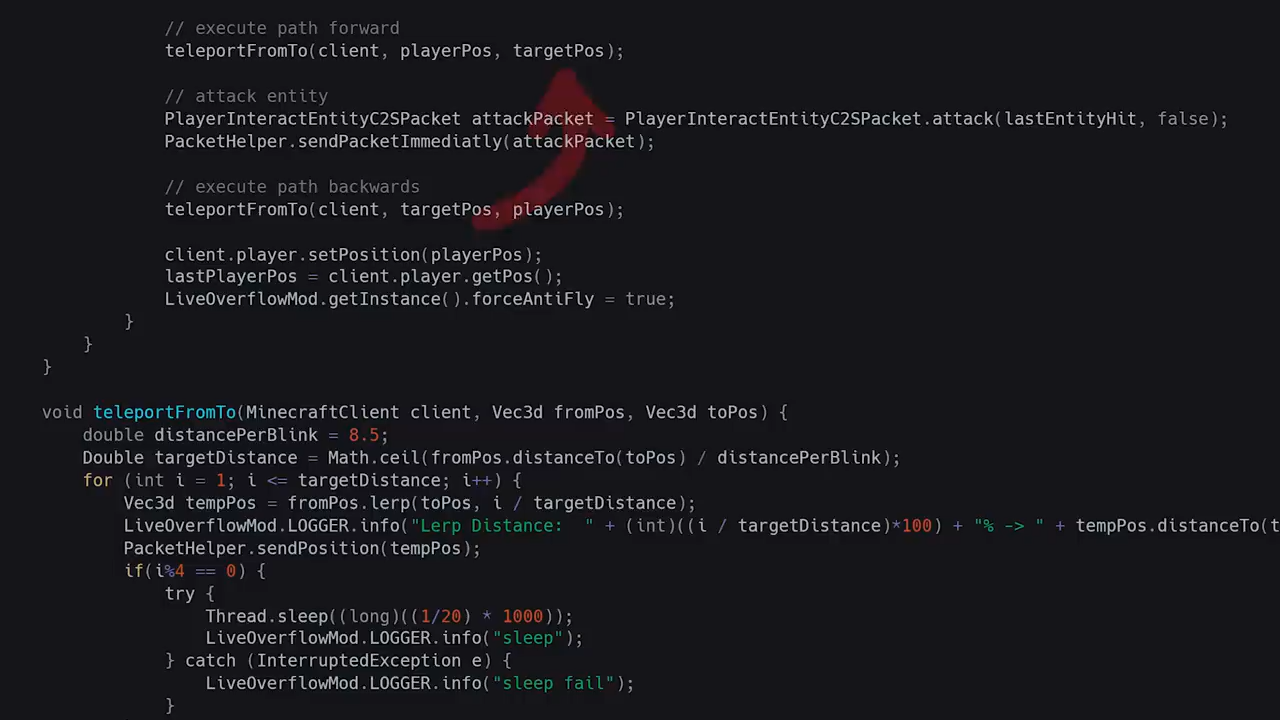 // execute path forward
teleportFromTo(client, playerPos, targetPos);
// attack entity
PlayerInteractEntityC2SPacket attackPacket = PlayerInteractEntityC2SPacket.attack(lastEntityHit, false);
PacketHelper.sendPacketImmediatly(attackPacket);
// execute path backwards
teleportFromTo(client, targetPos, playerPos);
client.player.setPosition(playerPos);
lastPlayerPos = client.player.getPos();
LiveOverflowMod.getInstance().forceAntiFly = true;
}
}
}
void teleportFromTo(MinecraftClient client, Vec3d fromPos, Vec3d toPos) {
double distancePerBlink = 8.5;
Double targetDistance = Math.ceil(fromPos.distanceTo(toPos) / distancePerBlink);
for (int i = 1; i <= targetDistance; i++) {
Vec3d tempPos = fromPos.lerp(toPos, i / targetDistance);
LiveOverflowMod.LOGGER.info("Lerp Distance:  " + (int)((i / targetDistance)*100) + "% -> " + tempPos.distanceTo(t
PacketHelper.sendPosition(tempPos);
if(i%4 == 0) {
try {
Thread.sleep((long)((1/20) * 1000));
LiveOverflowMod.LOGGER.info("sleep");
} catch (InterruptedException e) {
LiveOverflowMod.LOGGER.info("sleep fail");
}